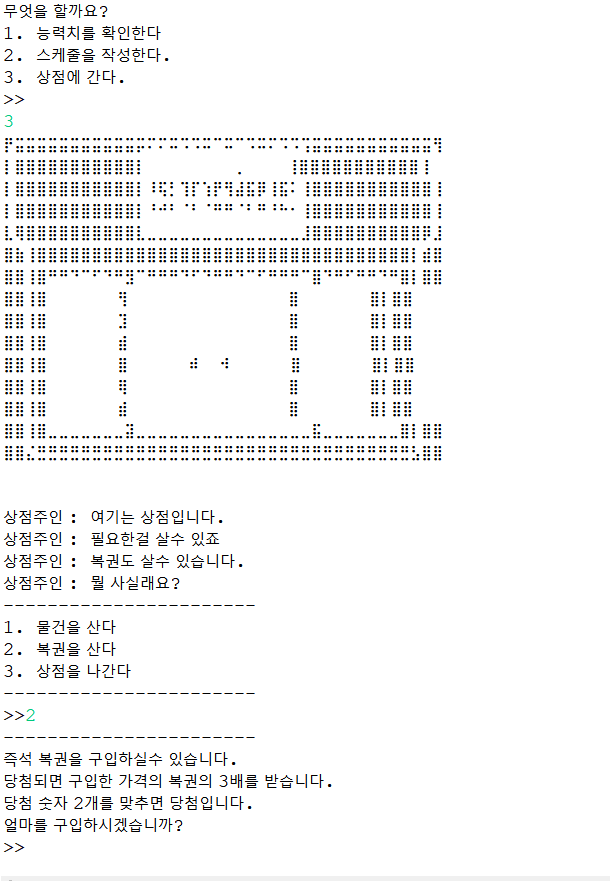 무엇을 할까요?
1. 능력치를 확인한다
2. 스케줄을 작성한다.
3. 상점에 간다.
>>
3
상점주인 : 여기는 상점입니다.
상점주인 : 필요한걸 살수 있죠
상점주인 : 복권도 살수 있습니다.
상점주인 : 뭘 사실래요?
-----------------------
1. 물건을 산다
2. 복권을 산다
3. 상점을 나간다
-----------------------
>>2
-----------------------
즉석 복권을 구입하실수 있습니다.
당첨되면 구입한 가격의 복권의 3배를 받습니다.
당첨 숫자 2개를 맞추면 당첨입니다.
얼마를 구입하시겠습니까?
>>